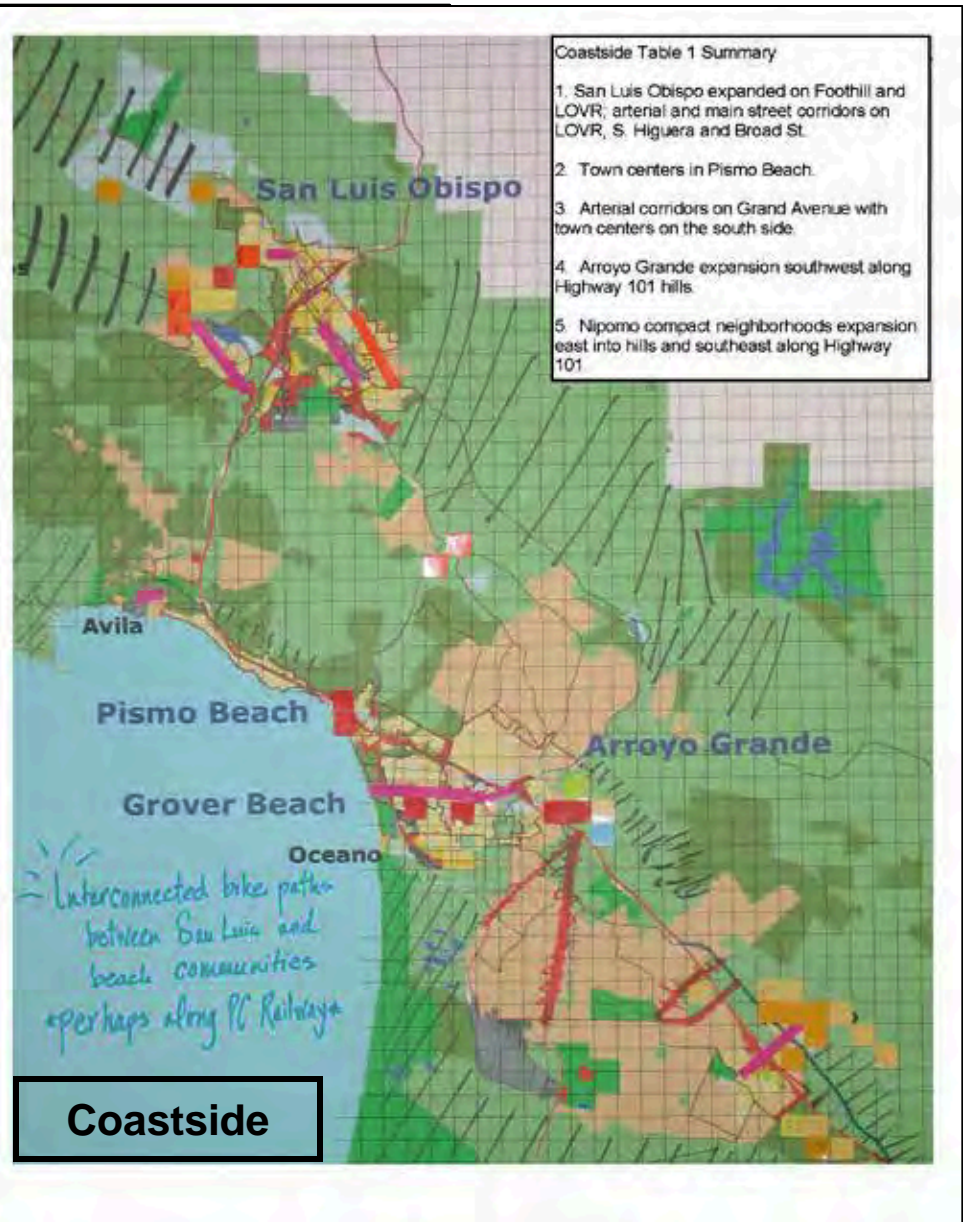 Coastside Table 1 Summary
1. San Luis Obispo expanded on Foothill and
LOVR; arterial and main street corridors on
LOVR, S. Higuera and Broad St.
2. Town centers in Pismo Beach.
3. Arterial corridors on Grand Avenue with
town centers on the south side.
4. Arroyo Grande expansion southwest along
Highway 101 hills.
5. Nipomo compact neighborhoods expansion
east into hills and southeast along Highway
101
San Luis Obispo
s
Avila
Pismo Beach
Arroyo Grande
Grover Beach
Oceano
Interconnected bike paths
between San Luis and
beach communities
*perhaps along PC Railway*
Coastside